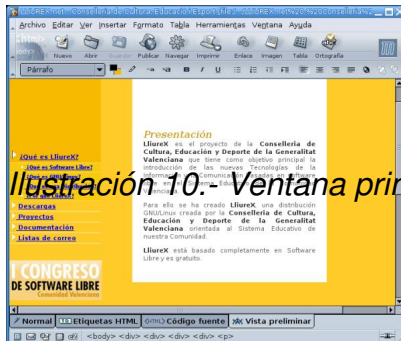 Archivo Editar Ver Insertar Formato Tabla Herramientas Ventana Ayuda
Nuevo Abrir Guardar Publicar Navegar Imprimir Enlace Imagen Tabla Ortografía
Párrafo
Presentación
LliureX es el proyecto de la Conselleria de
Cultura, Educación y Deporte de la Generalitat
Valenciana que tiene como objetivo principal la
introducción de las nuevas Tecnologías de la
Para ello se ha creado LliureX, una distribución
GNU/Linux creada por la Conselleria de Cultura,
Educación y Deporte de la Generalitat
Valenciana orientada al Sistema Educativo de
nuestra Comunidad.
LliureX está basado completamente en Software
Libre y es gratuito.
¿Qué es LliureX?
¿Qué es Software Libre?
Ilustración 10.- Ventana prin
Descargas
Proyectos
Documentación
Listas de correo
I CONGRESO
DE SOFTWARE LIBRE
Comunidad Valenciana
Normal Etiquetas HTML Código fuente Vista preliminar
<body> <div> <div> <div> <div> <p>